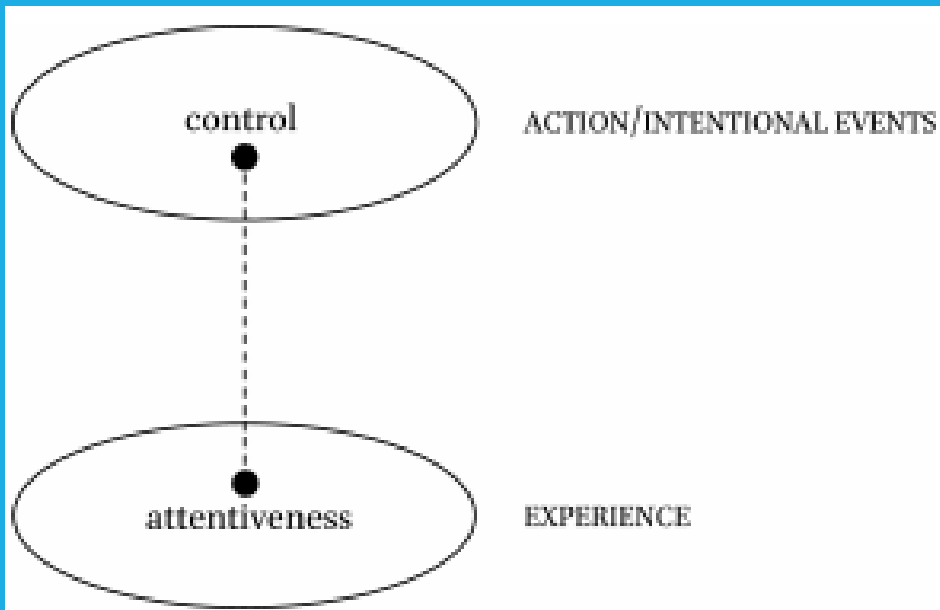 control
ACTION/INTENTIONAL EVENTS
attentiveness
EXPERIENCE